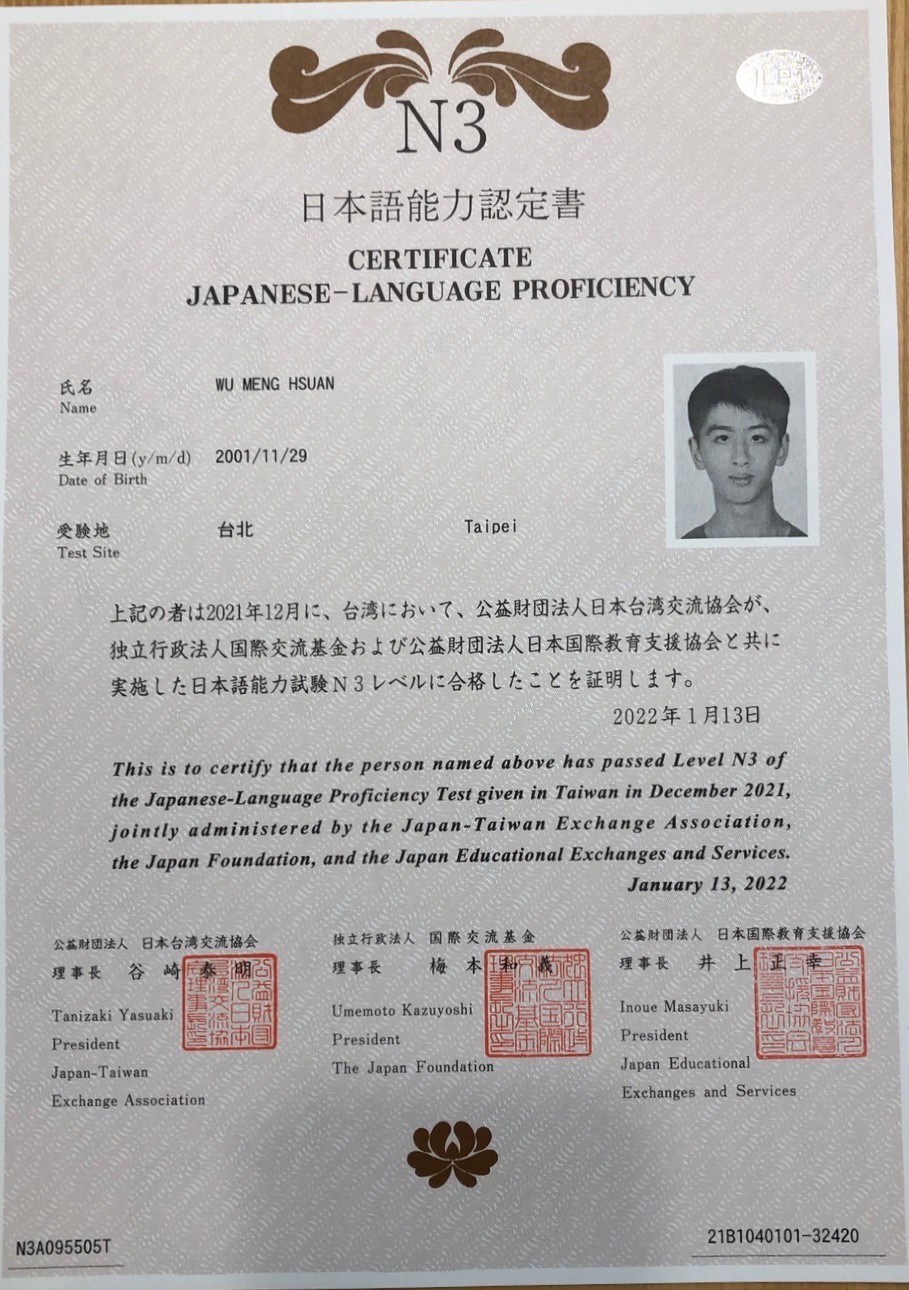 N3
日本語能力認定書
CERTIFICATE
JAPANESE-LANGUAGE PROFICIENCY
氏名 WU MENG HSUAN
Name
生年月日(y/m/d) 2001/11/29
Date of Birth
受験地 台北 Taipei
Test Site
上記の者は2021年12月に、台湾において、公益財団法人日本台湾交流協会が、
独立行政法人国際交流基金および公益財団法人日本国際教育支援協会と共に
実施した日本語能力試験N3レベルに合格したことを証明します。
2022年1月13日
This is to certify that the person named above has passed Level N3 of
the Japanese-Language Proficiency Test given in Taiwan in December 2021,
jointly administered by the Japan-Taiwan Exchange Association,
the Japan Foundation, and the Japan Educational Exchanges and Services.
January 13, 2022
公益財団法人 日本台湾交流協会
理事長 谷崎泰明
Tanizaki Yasuaki
President
Japan-Taiwan
Exchange Association
独立行政法人 国際交流基金
理事長 梅本和義
Umemoto Kazuyoshi
President
The Japan Foundation
公益財団法人 日本国際教育支援協会
理事長 井上正幸
Inoue Masayuki
President
Japan Educational
Exchanges and Services
N3A095505T
21B1040101-32420